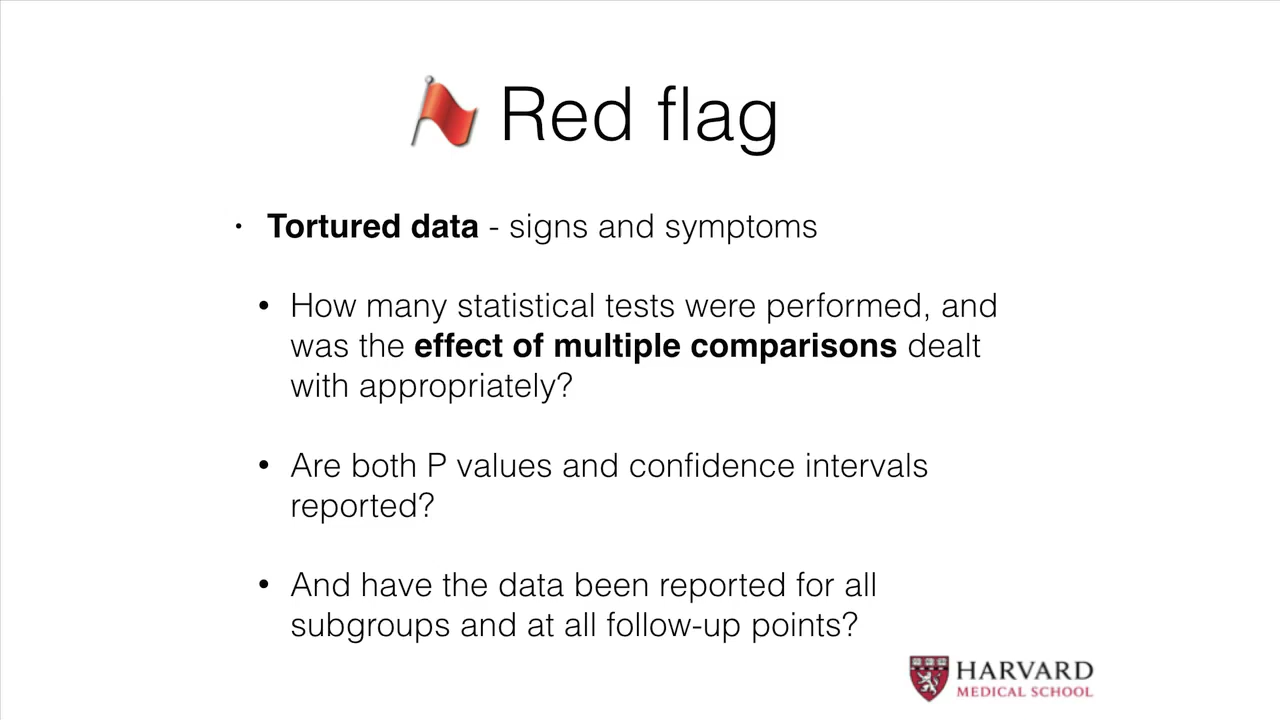 Red flag
• Tortured data - signs and symptoms
• How many statistical tests were performed, and
was the effect of multiple comparisons dealt
with appropriately?
• Are both P values and confidence intervals
reported?
• And have the data been reported for all
subgroups and at all follow-up points?
HARVARD
MEDICAL SCHOOL